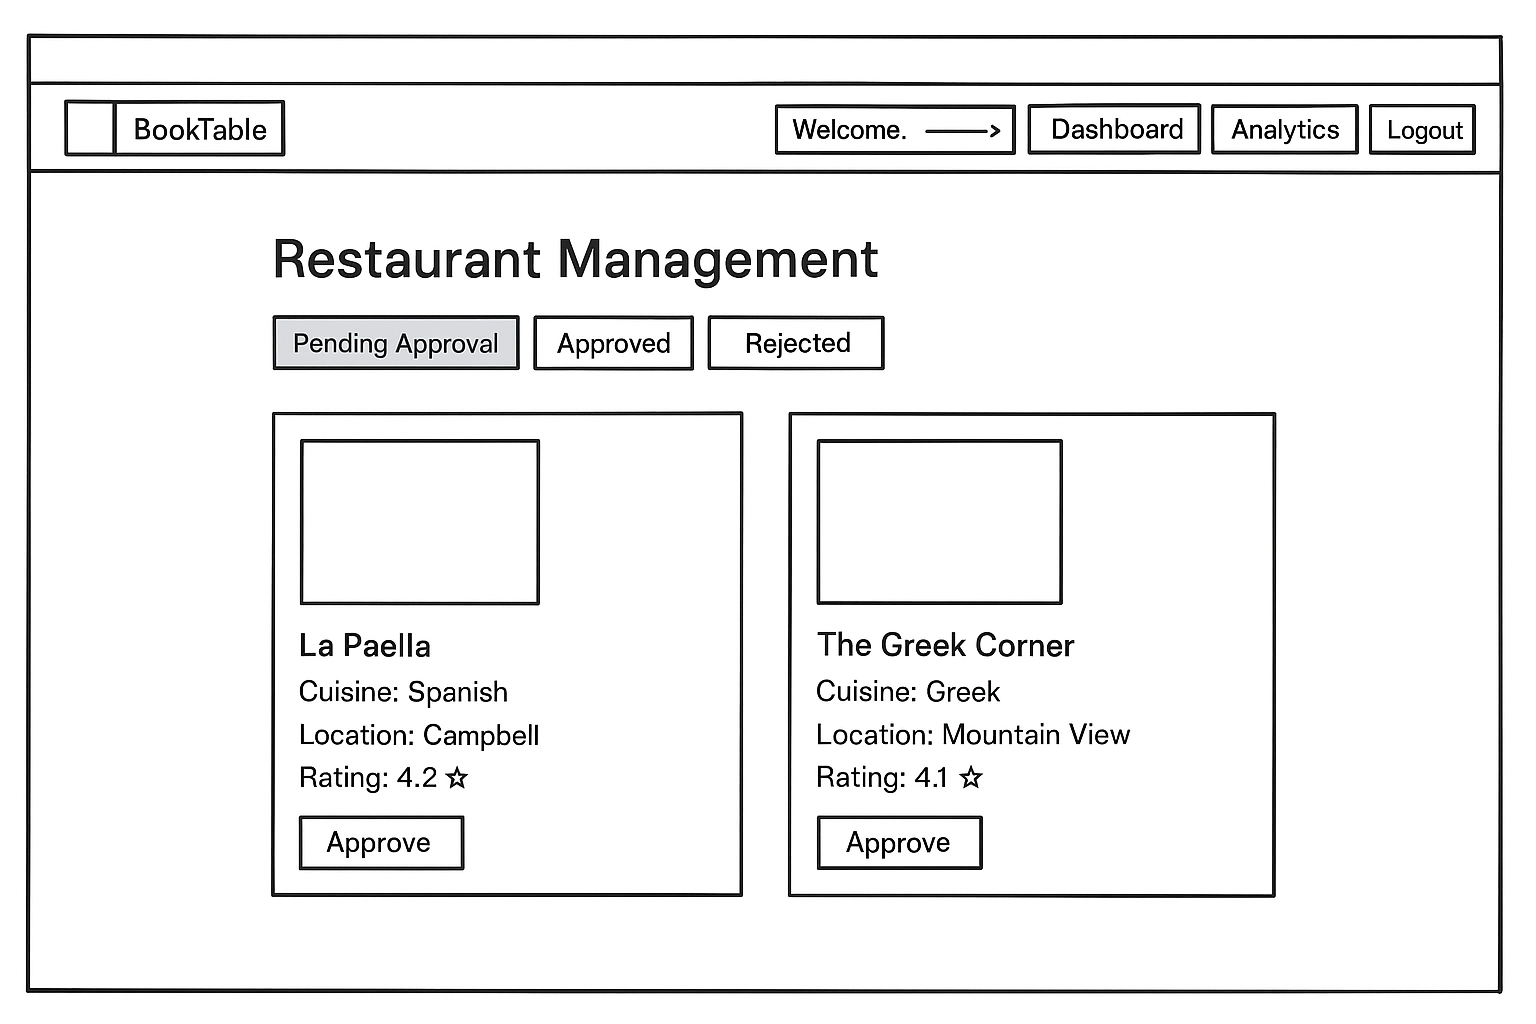 BookTable
Welcome.
Dashboard
Analytics
Logout
Restaurant Management
Pending Approval
Approved
Rejected
La Paella
Cuisine: Spanish
Location: Campbell
Rating: 4.2 ☆
Approve
The Greek Corner
Cuisine: Greek
Location: Mountain View
Rating: 4.1 ☆
Approve